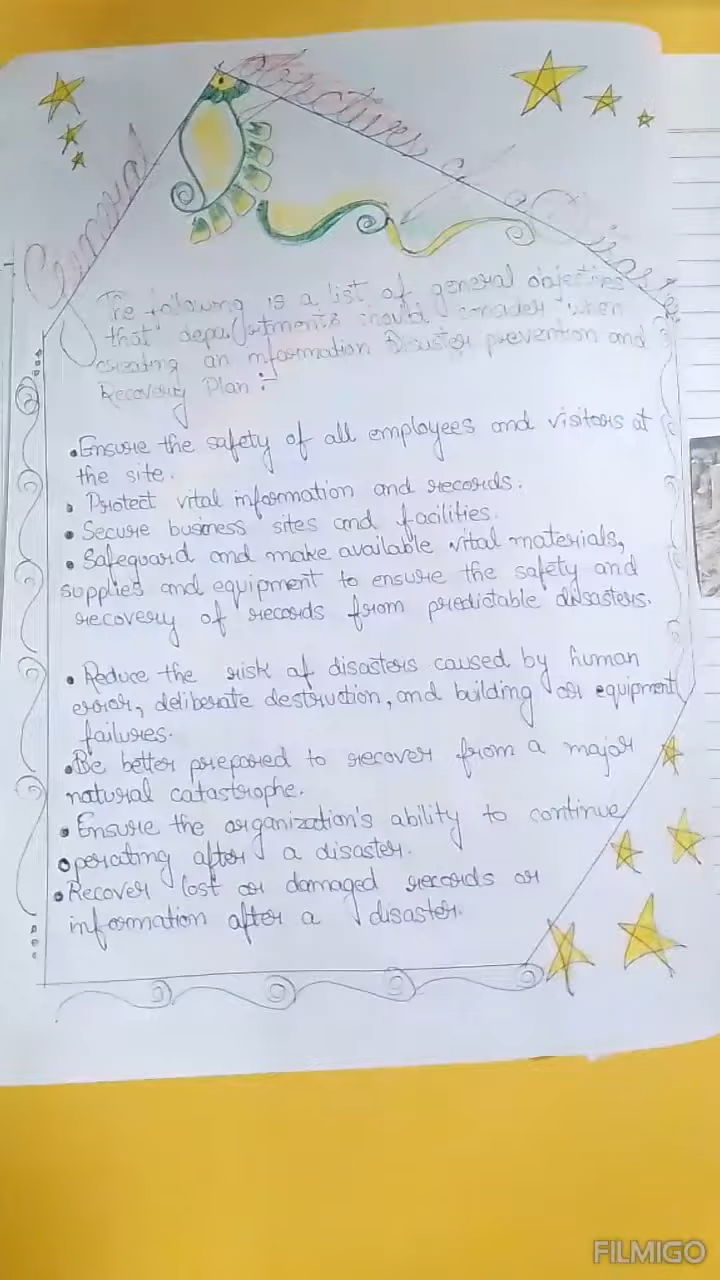 General Objectives of a Disaster
The following is a list of general objectives
that departments should consider when
creating an information Disaster prevention and
Recovery Plan :-
•Ensure the safety of all employees and visitors at
the site.
• Protect vital information and records.
• Secure business sites and facilities.
• Safeguard and make available vital materials,
supplies and equipment to ensure the safety and
recovery of records from predictable disasters.
• Reduce the risk of disasters caused by human
error, deliberate destruction, and building or equipment
failures.
•Be better prepared to recover from a major
natural catastrophe.
• Ensure the organization's ability to continue
operating after a disaster.
• Recover lost or damaged records or
information after a disaster.
FILMIGO